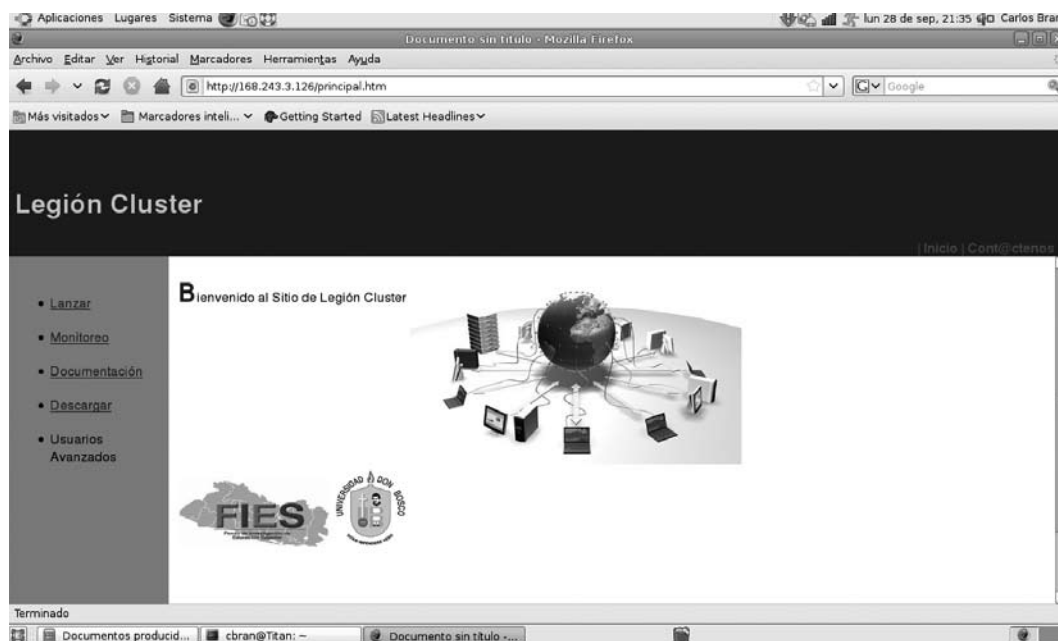 Aplicaciones Lugares Sistema lun 28 de sep, 21:35 Carlos Bran
Documento sin título - Mozilla Firefox
Archivo Editar Ver Historial Marcadores Herramientas Ayuda
http://168.243.3.126/principal.htm Google
Más visitados Marcadores inteli... Getting Started Latest Headlines
Legión Cluster
| Inicio | Cont@ctenos
Bienvenido al Sitio de Legión Cluster
Lanzar
Monitoreo
Documentación
Descargar
Usuarios
Avanzados
FIES
UNIVERSIDAD DON BOSCO
Terminado
Documentos producid... cbran@Titan: ~ Documento sin título -...